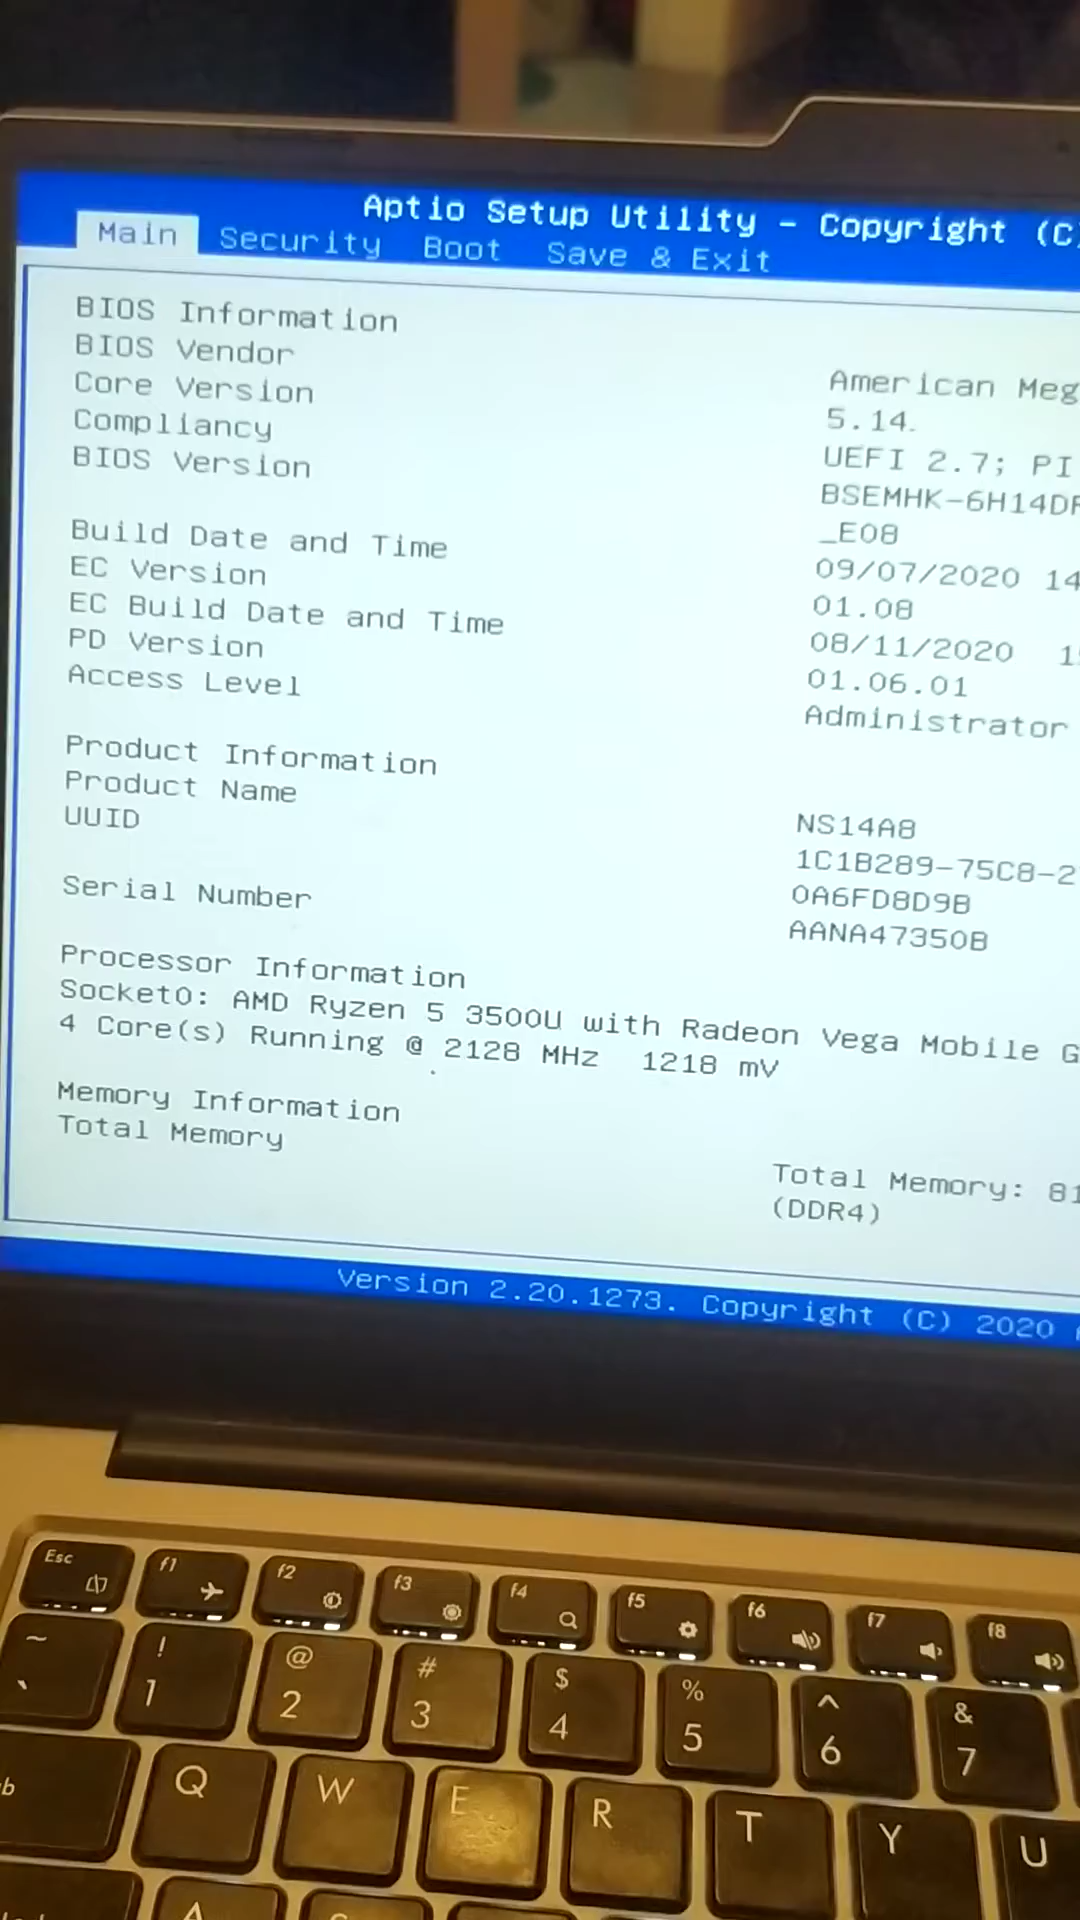 Aptio Setup Utility – Copyright (C)
Main Security Boot Save & Exit
BIOS Information
BIOS Vendor American Meg
Core Version 5.14.
Compliancy UEFI 2.7; PI
BIOS Version BSEMHK-6H14DF
_E08
Build Date and Time 09/07/2020 14
EC Version 01.08
EC Build Date and Time 08/11/2020
PD Version 01.06.01
Access Level Administrator
Product Information
Product Name NS14A8
UUID 1C1B289-75C8-2
0A6FD8D9B
Serial Number AANA47350B
Processor Information
Socket0: AMD Ryzen 5 3500U with Radeon Vega Mobile G
4 Core(s) Running @ 2128 MHz 1218 mV
Memory Information
Total Memory Total Memory: 81
(DDR4)
Version 2.20.1273. Copyright (C) 2020
Esc f1 f2 f3 f4 f5 f6 f7 f8
~ ! @ # $ % ^ &
` 1 2 3 4 5 6 7
b Q W E R T Y U
A